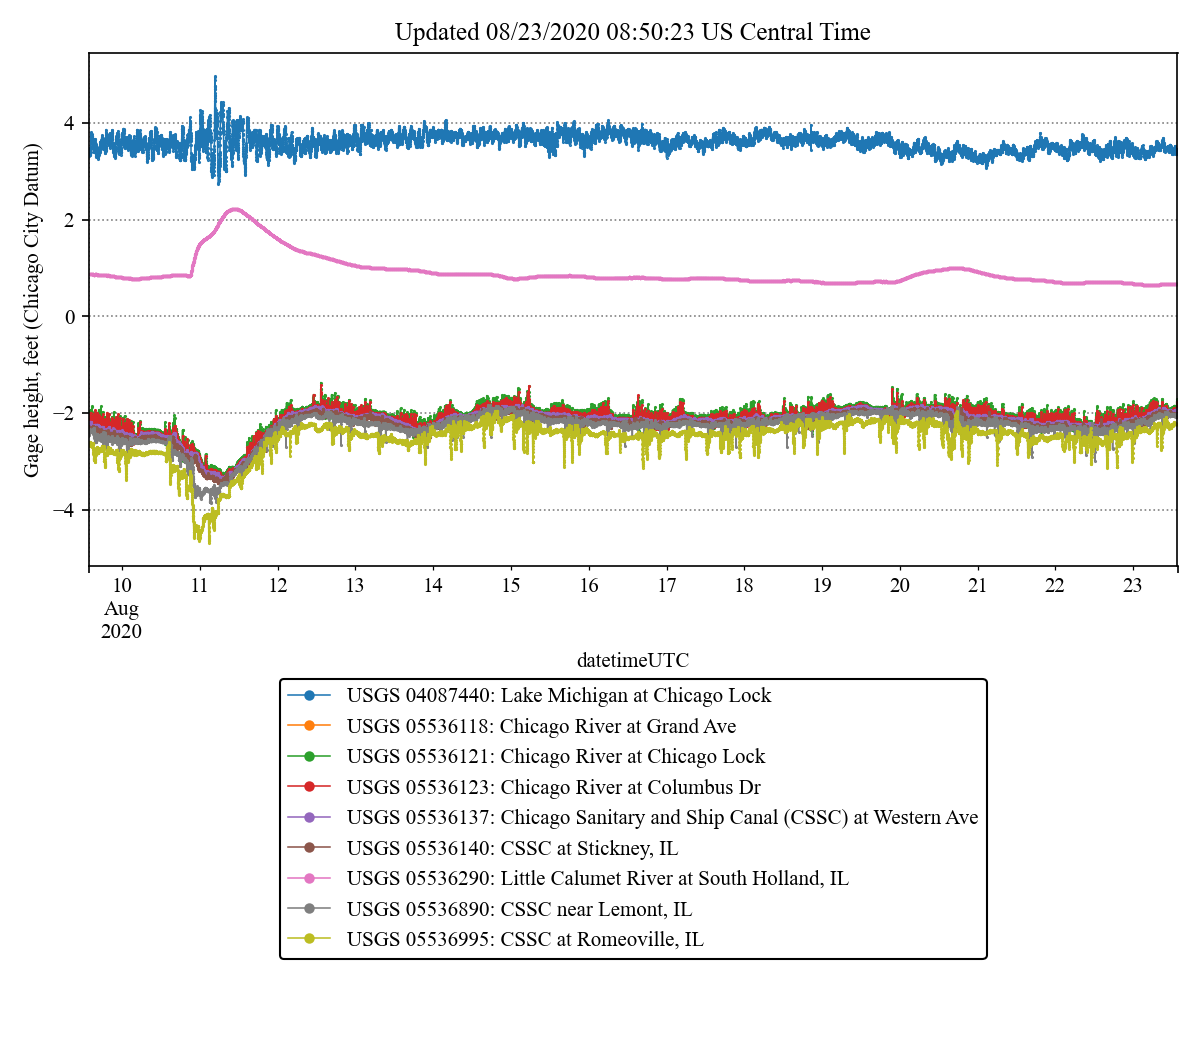 Updated 08/23/2020 08:50:23 US Central Time
Gage height, feet (Chicago City Datum)
4
2
0
−2
−4
10 11 12 13 14 15 16 17 18 19 20 21 22 23
Aug
2020
datetimeUTC
USGS 04087440: Lake Michigan at Chicago Lock
USGS 05536118: Chicago River at Grand Ave
USGS 05536121: Chicago River at Chicago Lock
USGS 05536123: Chicago River at Columbus Dr
USGS 05536137: Chicago Sanitary and Ship Canal (CSSC) at Western Ave
USGS 05536140: CSSC at Stickney, IL
USGS 05536290: Little Calumet River at South Holland, IL
USGS 05536890: CSSC near Lemont, IL
USGS 05536995: CSSC at Romeoville, IL